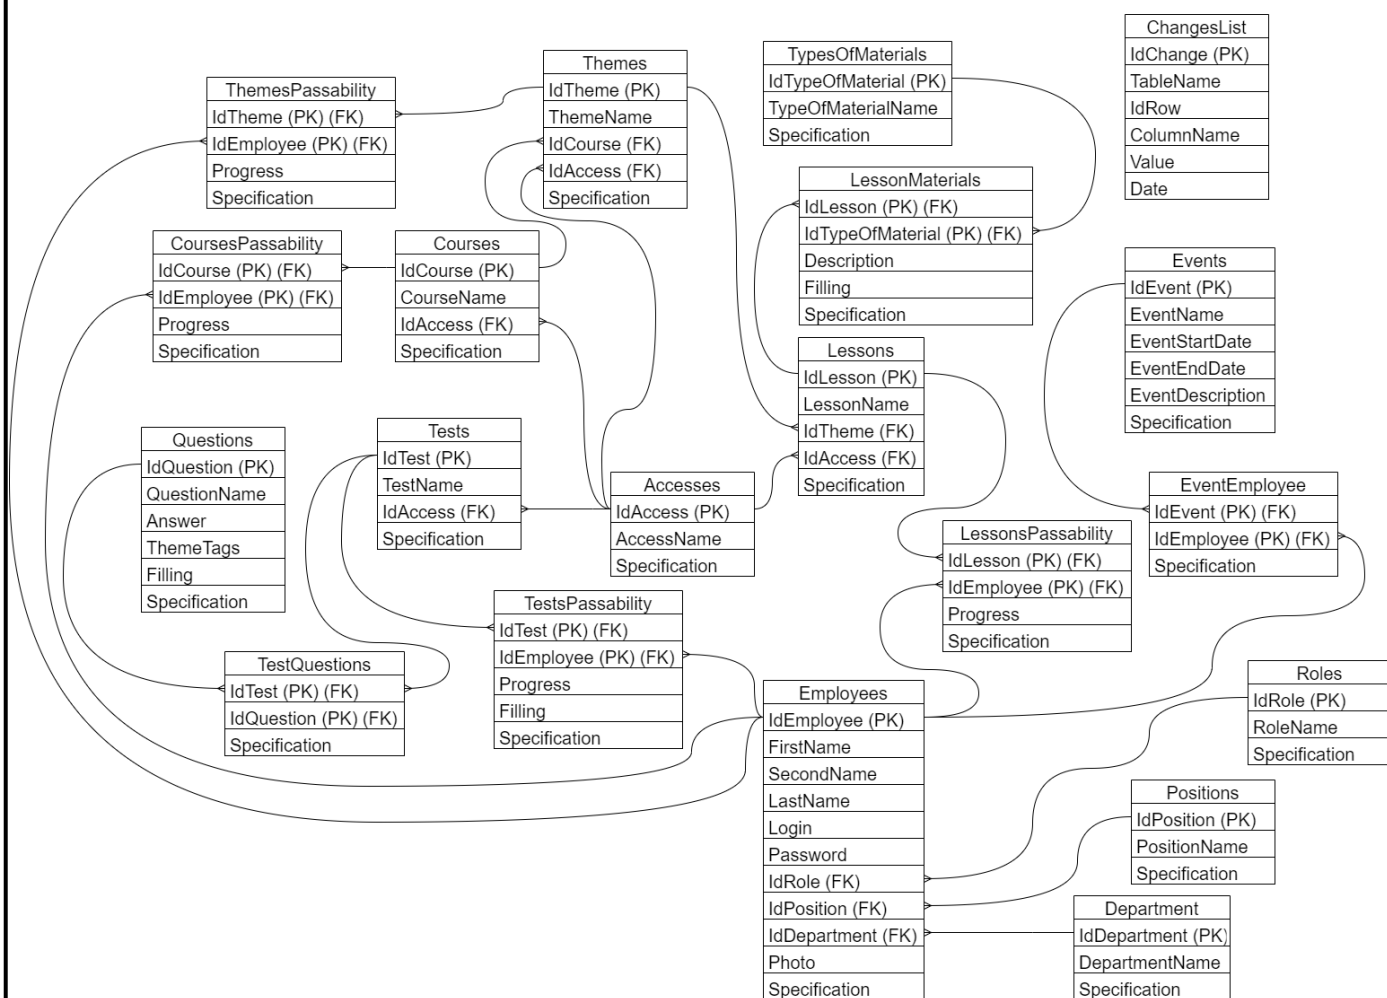 ChangesList
IdChange (PK)
TableName
IdRow
ColumnName
Value
Date
TypesOfMaterials
IdTypeOfMaterial (PK)
TypeOfMaterialName
Specification
Themes
IdTheme (PK)
ThemeName
IdCourse (FK)
IdAccess (FK)
Specification
ThemesPassability
IdTheme (PK) (FK)
IdEmployee (PK) (FK)
Progress
Specification
LessonMaterials
IdLesson (PK) (FK)
IdTypeOfMaterial (PK) (FK)
Description
Filling
Specification
CoursesPassability
IdCourse (PK) (FK)
IdEmployee (PK) (FK)
Progress
Specification
Courses
IdCourse (PK)
CourseName
IdAccess (FK)
Specification
Events
IdEvent (PK)
EventName
EventStartDate
EventEndDate
EventDescription
Specification
Lessons
IdLesson (PK)
LessonName
IdTheme (FK)
IdAccess (FK)
Specification
Questions
IdQuestion (PK)
QuestionName
Answer
ThemeTags
Filling
Specification
Tests
IdTest (PK)
TestName
IdAccess (FK)
Specification
Accesses
IdAccess (PK)
AccessName
Specification
EventEmployee
IdEvent (PK) (FK)
IdEmployee (PK) (FK)
Specification
LessonsPassability
IdLesson (PK) (FK)
IdEmployee (PK) (FK)
Progress
Specification
TestsPassability
IdTest (PK) (FK)
IdEmployee (PK) (FK)
Progress
Filling
Specification
TestQuestions
IdTest (PK) (FK)
IdQuestion (PK) (FK)
Specification
Employees
IdEmployee (PK)
FirstName
SecondName
LastName
Login
Password
IdRole (FK)
IdPosition (FK)
IdDepartment (FK)
Photo
Specification
Roles
IdRole (PK)
RoleName
Specification
Positions
IdPosition (PK)
PositionName
Specification
Department
IdDepartment (PK)
DepartmentName
Specification